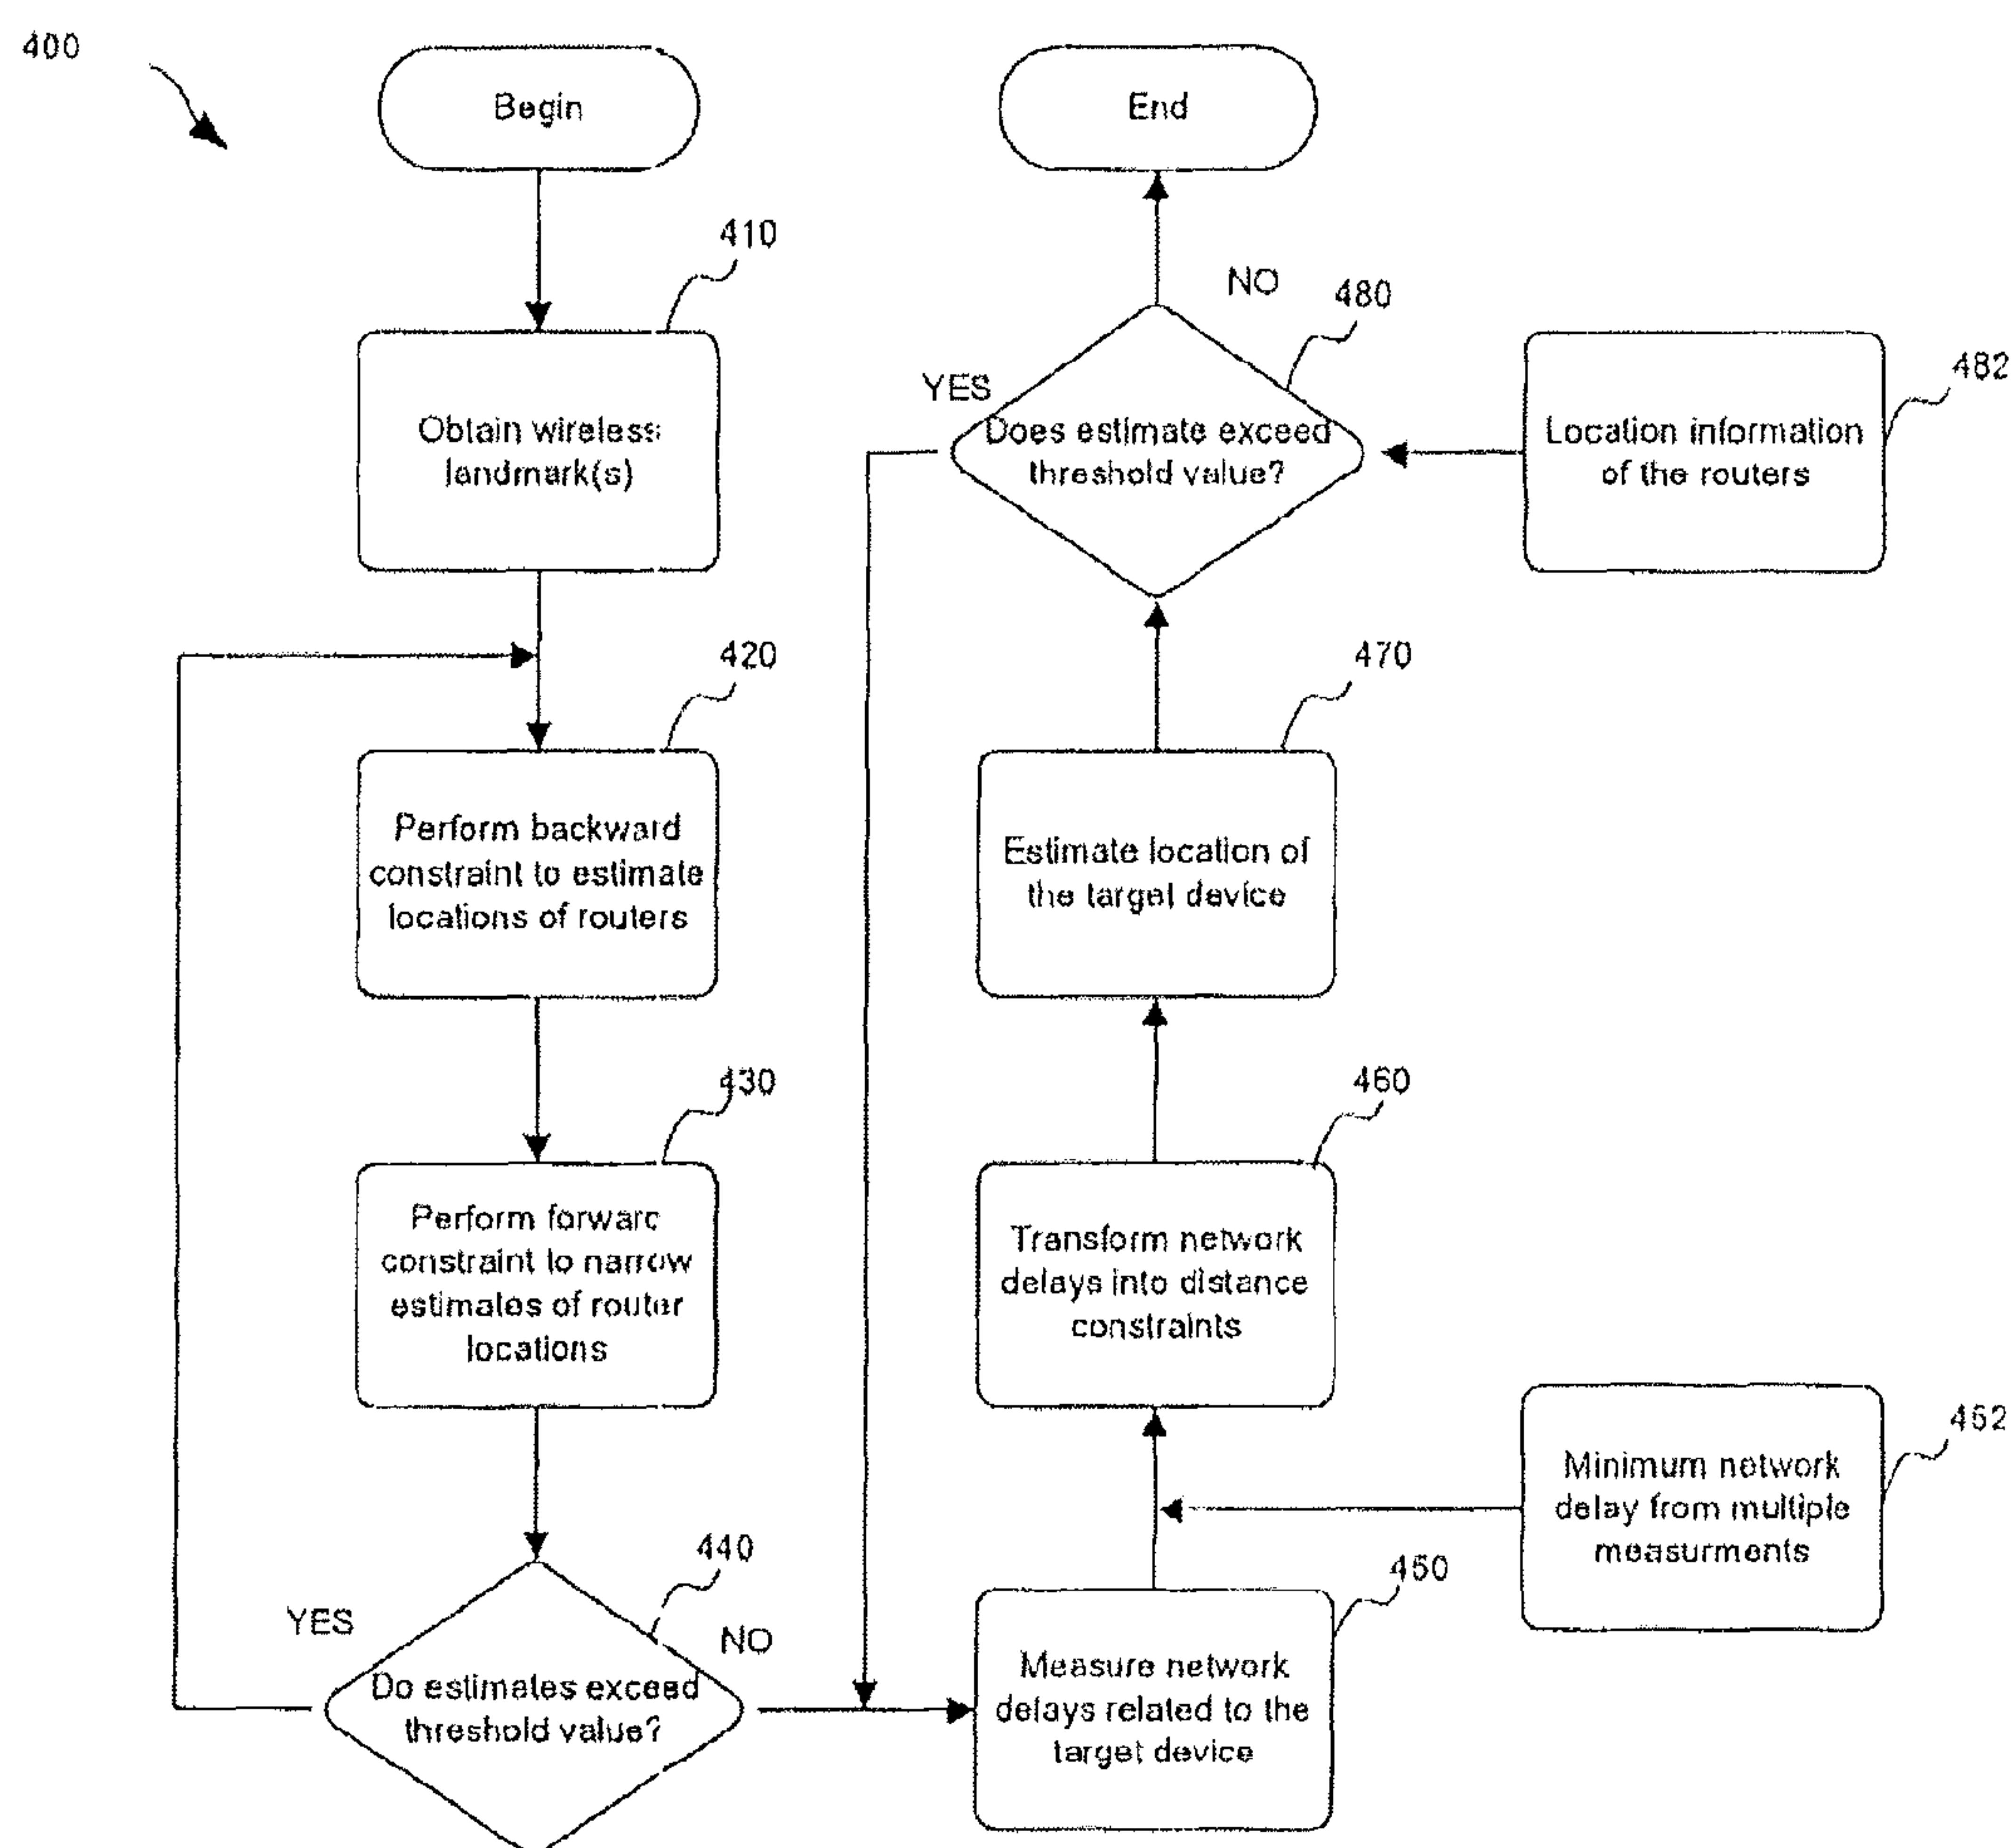 400
Begin
410
Obtain wireless
landmark(s)
420
Perform backward
constraint to estimate
locations of routers
430
Perform forward
constraint to narrow
estimates of router
locations
440
YES
NO
Do estimates exceed
threshold value?
450
Measure network
delays related to the
target device
452
Minimum network
delay from multiple
measurments
460
Transform network
delays into distance
constraints
470
Estimate location of
the target device
480
YES
NO
Does estimate exceed
threshold value?
482
Location information
of the routers
End